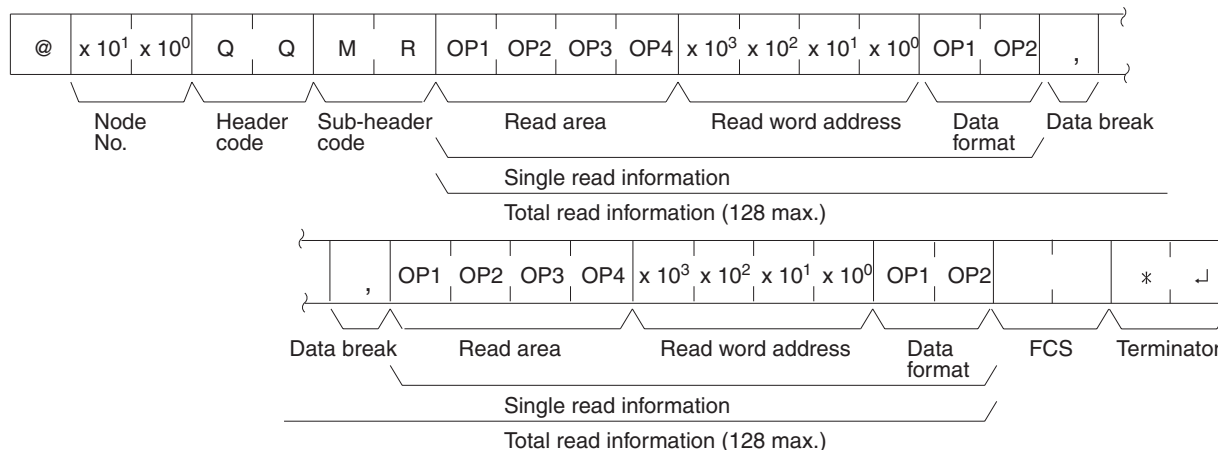 @ x 10¹ x 10⁰ Q Q M R OP1 OP2 OP3 OP4 x 10³ x 10² x 10¹ x 10⁰ OP1 OP2 ,
Node No. Header code Sub-header code Read area Read word address Data format Data break
Single read information
Total read information (128 max.)
, OP1 OP2 OP3 OP4 x 10³ x 10² x 10¹ x 10⁰ OP1 OP2 * ↵
Data break Read area Read word address Data format FCS Terminator
Single read information
Total read information (128 max.)